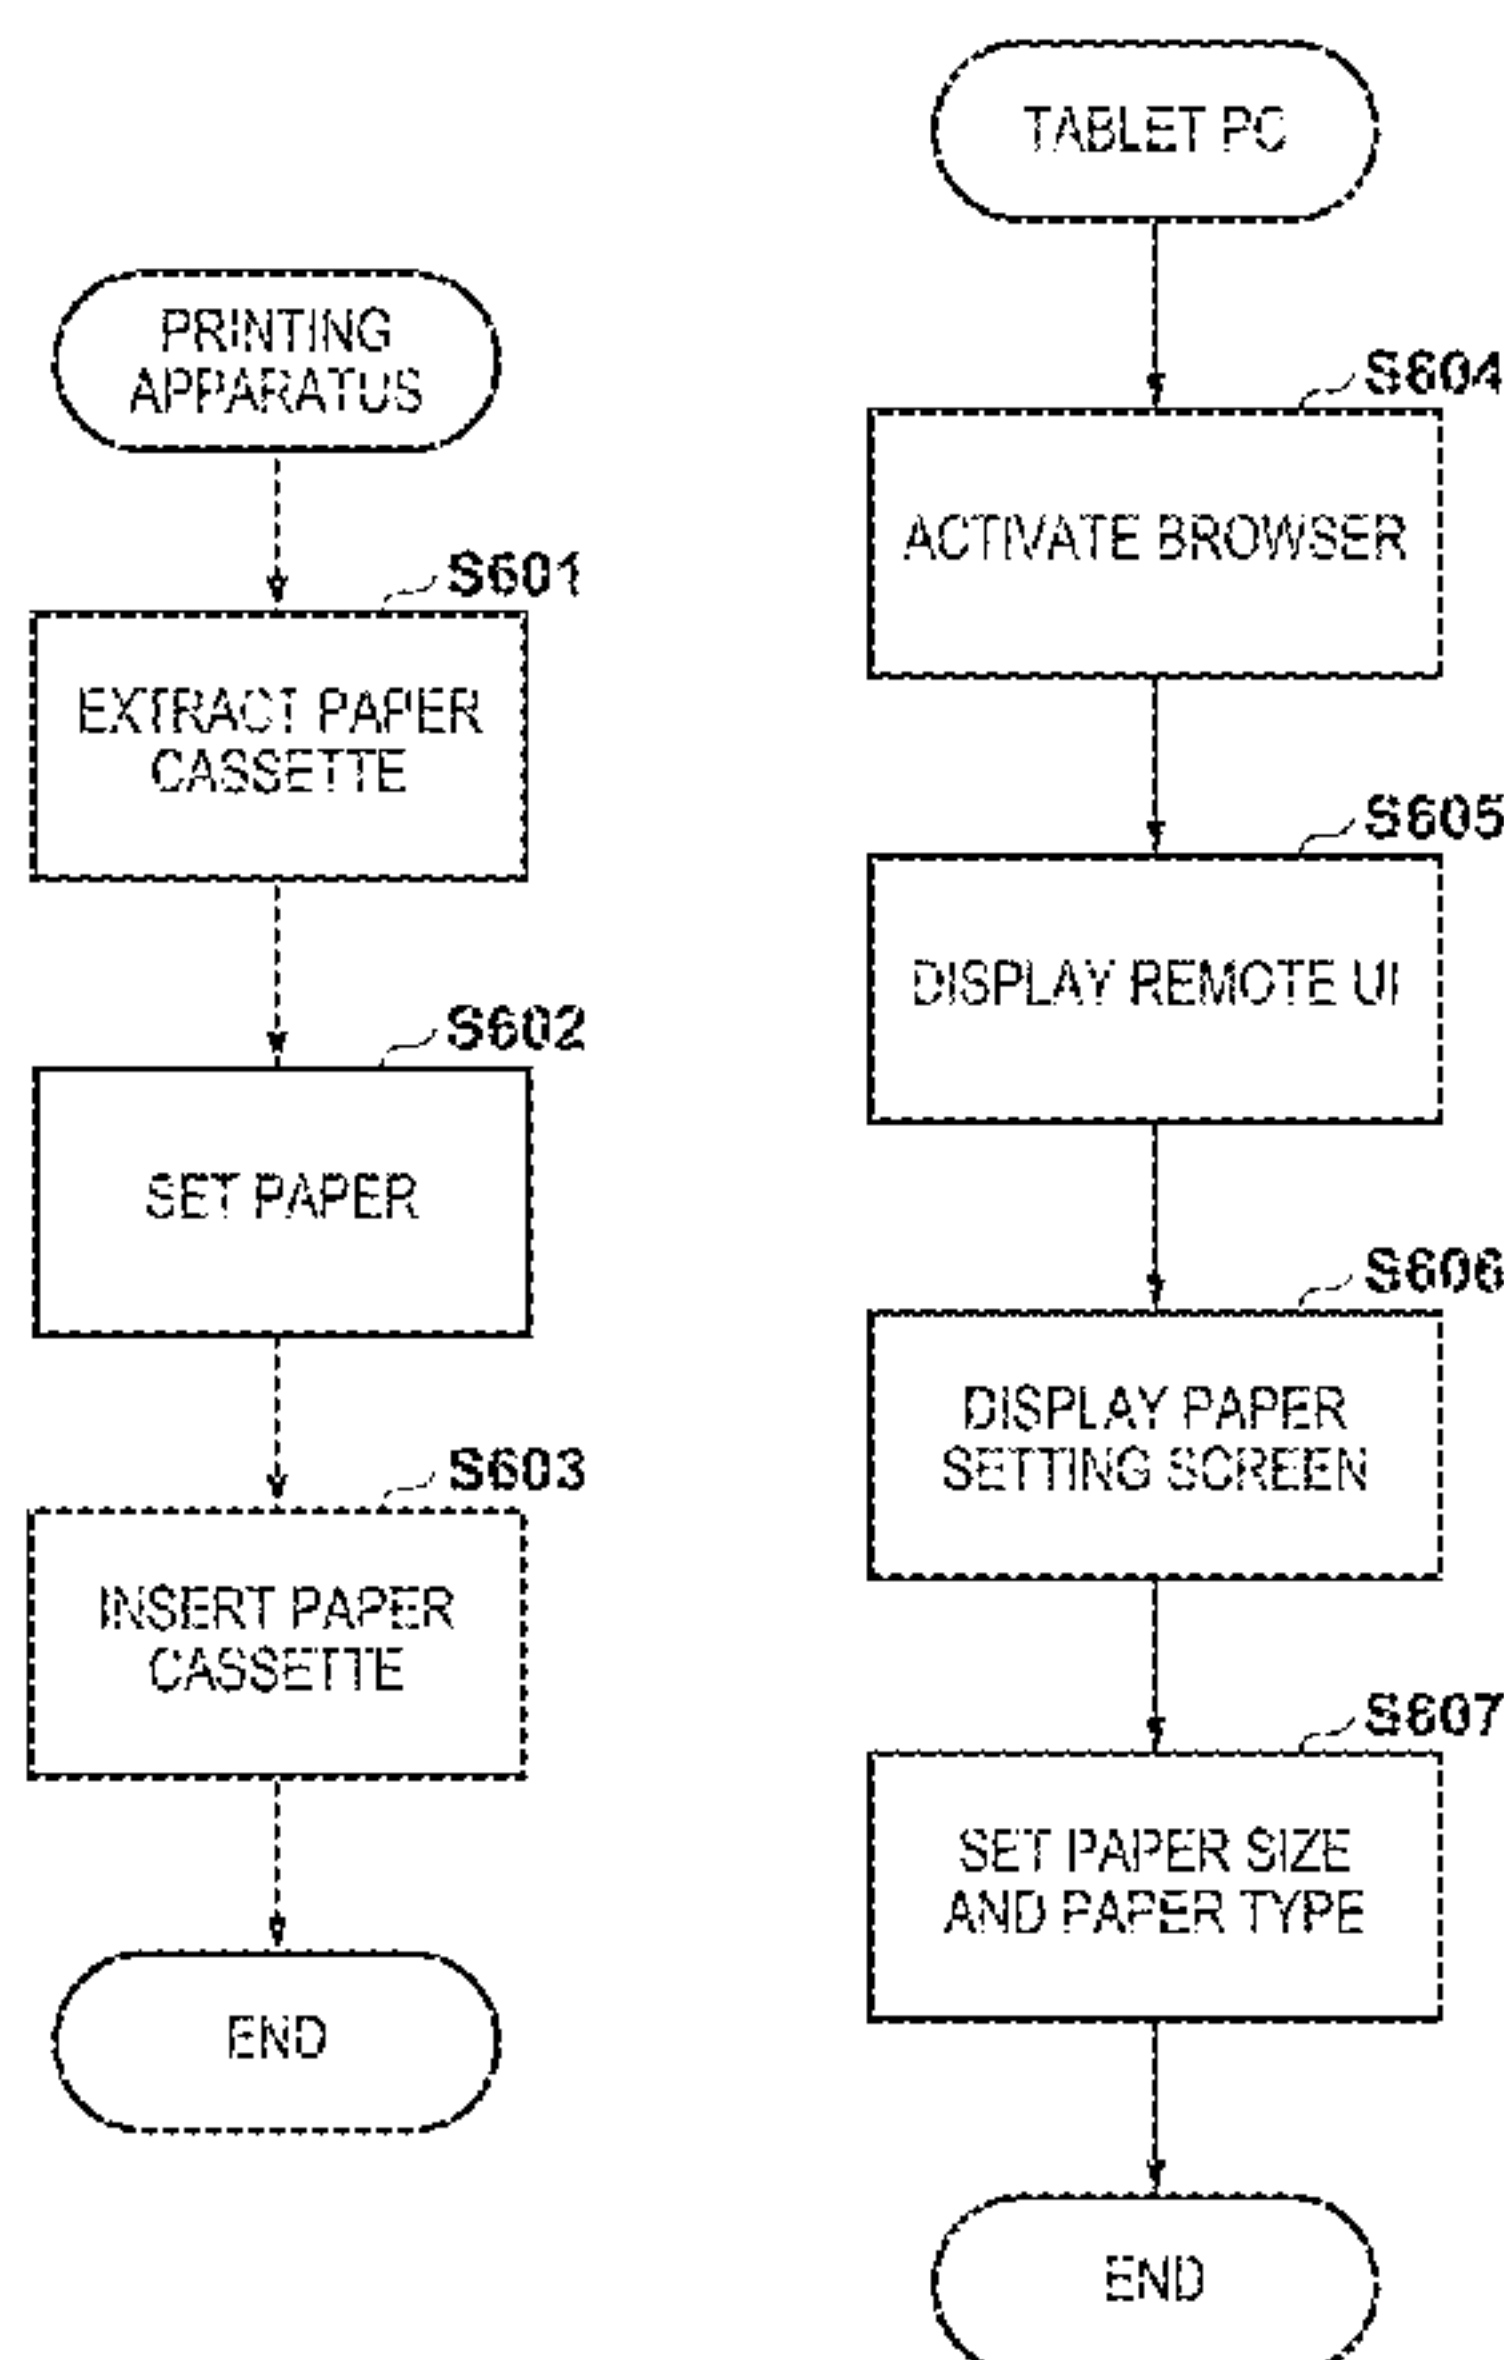 PRINTING
APPARATUS
S601
EXTRACT PAPER
CASSETTE
S602
SET PAPER
S603
INSERT PAPER
CASSETTE
END
TABLET PC
S604
ACTIVATE BROWSER
S605
DISPLAY REMOTE UI
S606
DISPLAY PAPER
SETTING SCREEN
S607
SET PAPER SIZE
AND PAPER TYPE
END